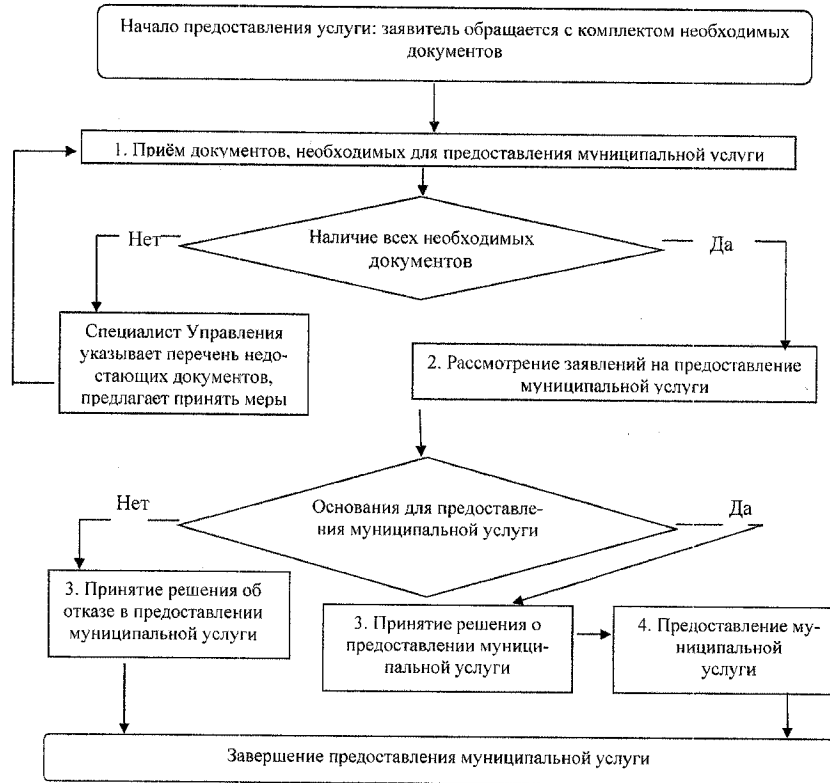 Начало предоставления услуги: заявитель обращается с комплектом необходимых
документов
1. Приём документов, необходимых для предоставления муниципальной услуги
Нет
Наличие всех необходимых
документов
Да
Специалист Управления
указывает перечень недо-
стающих документов,
предлагает принять меры
2. Рассмотрение заявлений на предоставление
муниципальной услуги
Нет
Основания для предоставле-
ния муниципальной услуги
Да
3. Принятие решения об
отказе в предоставлении
муниципальной услуги
3. Принятие решения о
предоставлении муници-
пальной услуги
4. Предоставление му-
ниципальной
услуги
Завершение предоставления муниципальной услуги